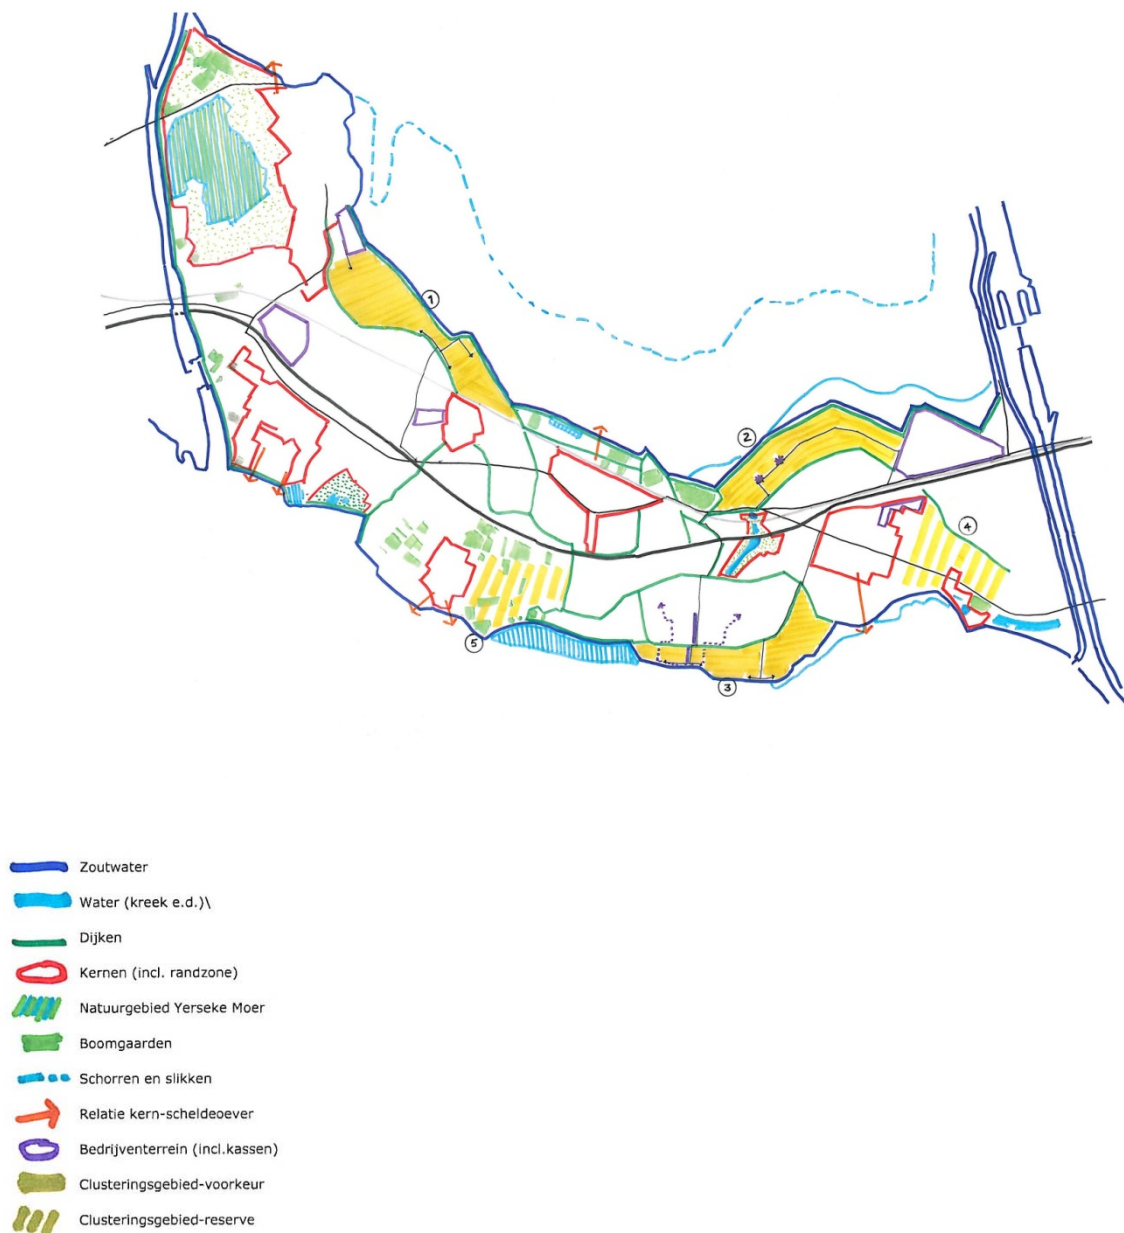 1
2
4
5
3
Zoutwater
Water (kreek e.d.)\
Dijken
Kernen (incl. randzone)
Natuurgebied Yerseke Moer
Boomgaarden
Schorren en slikken
Relatie kern-scheldeoever
Bedrijventerrein (incl.kassen)
Clusteringsgebied-voorkeur
Clusteringsgebied-reserve